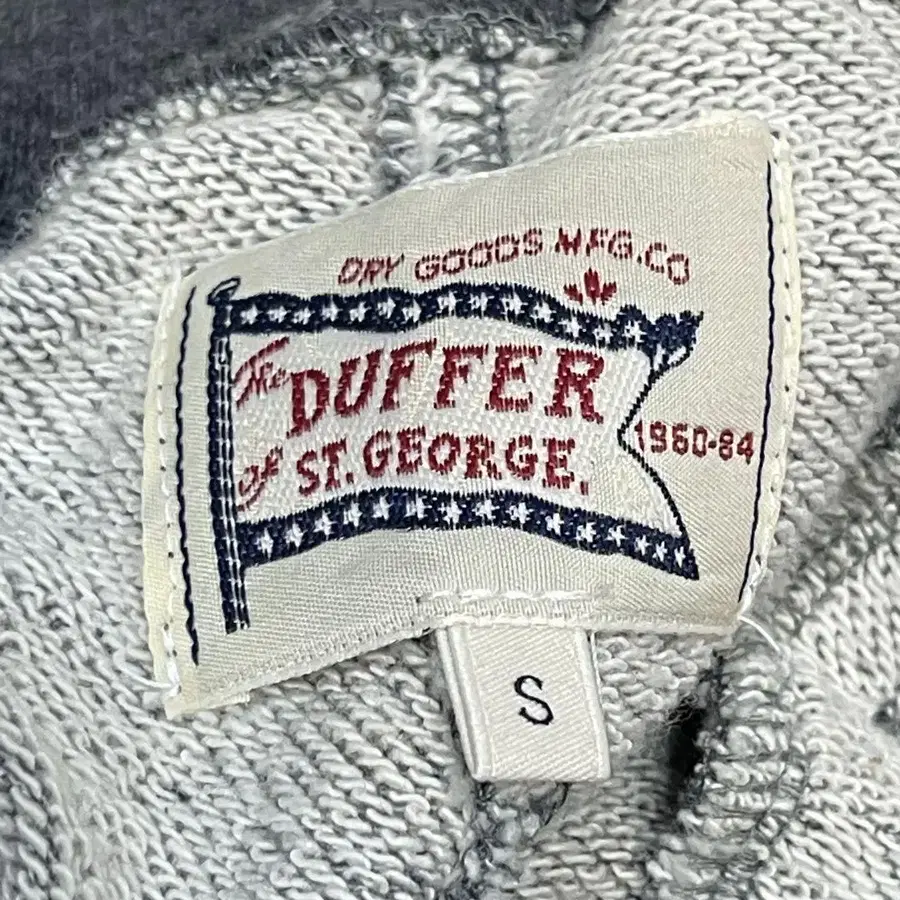 DRY GOODS MFG.CO
The DUFFER
of ST. GEORGE.
1960-84
S